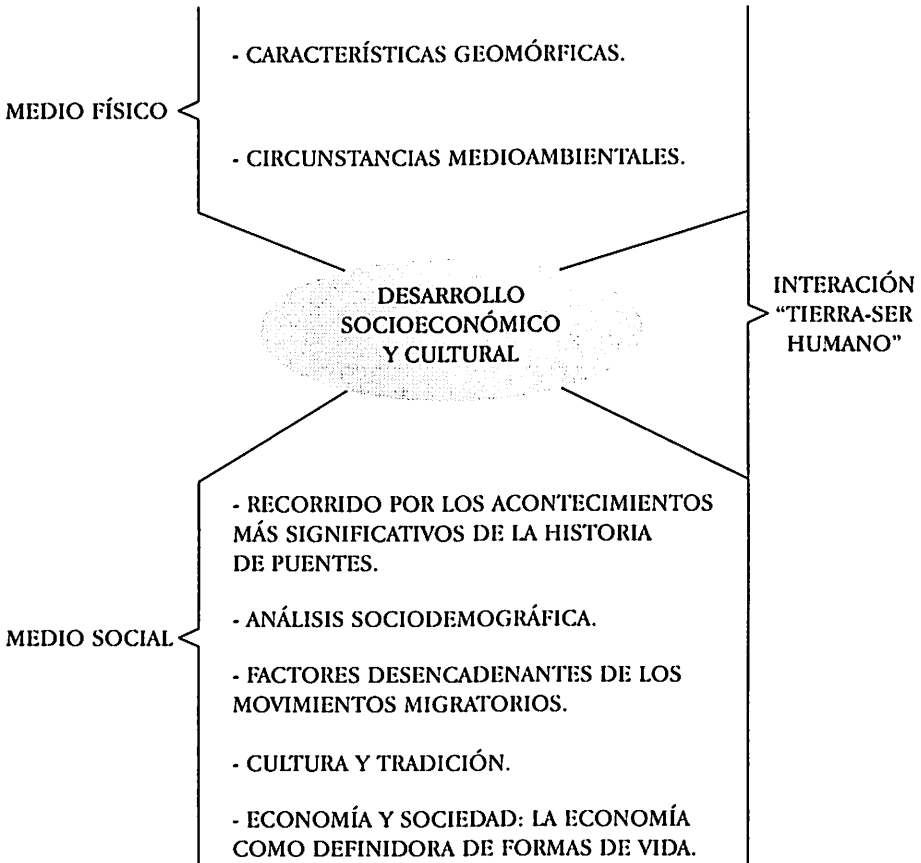 - CARACTERÍSTICAS GEOMÓRFICAS.
MEDIO FÍSICO
- CIRCUNSTANCIAS MEDIOAMBIENTALES.
DESARROLLO
SOCIOECONÓMICO
Y CULTURAL
INTERACIÓN
“TIERRA-SER
HUMANO”
- RECORRIDO POR LOS ACONTECIMIENTOS
MÁS SIGNIFICATIVOS DE LA HISTORIA
DE PUENTES.
- ANÁLISIS SOCIODEMOGRÁFICA.
MEDIO SOCIAL
- FACTORES DESENCADENANTES DE LOS
MOVIMIENTOS MIGRATORIOS.
- CULTURA Y TRADICIÓN.
- ECONOMÍA Y SOCIEDAD: LA ECONOMÍA
COMO DEFINIDORA DE FORMAS DE VIDA.